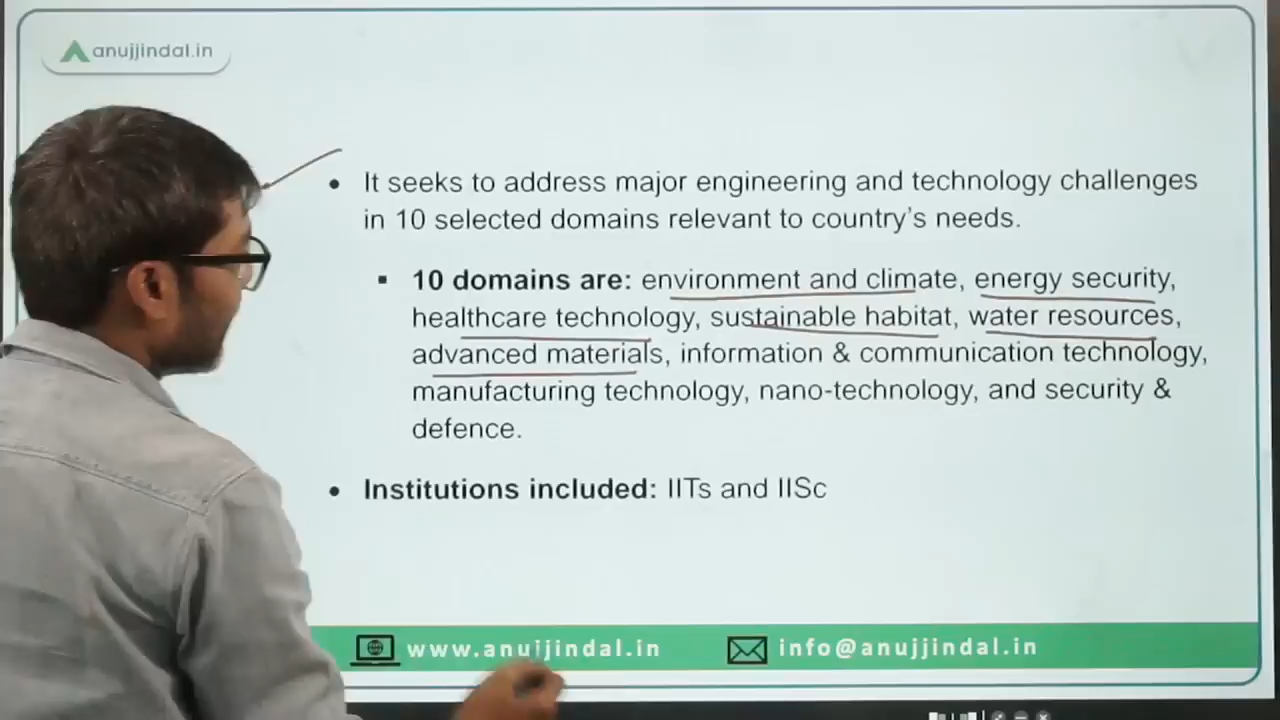 anujjindal.in
• It seeks to address major engineering and technology challenges
in 10 selected domains relevant to country's needs.
▪ 10 domains are: environment and climate, energy security,
healthcare technology, sustainable habitat, water resources,
advanced materials, information & communication technology,
manufacturing technology, nano-technology, and security &
defence.
• Institutions included: IITs and IISc
www.anujjindal.in
info@anujjindal.in